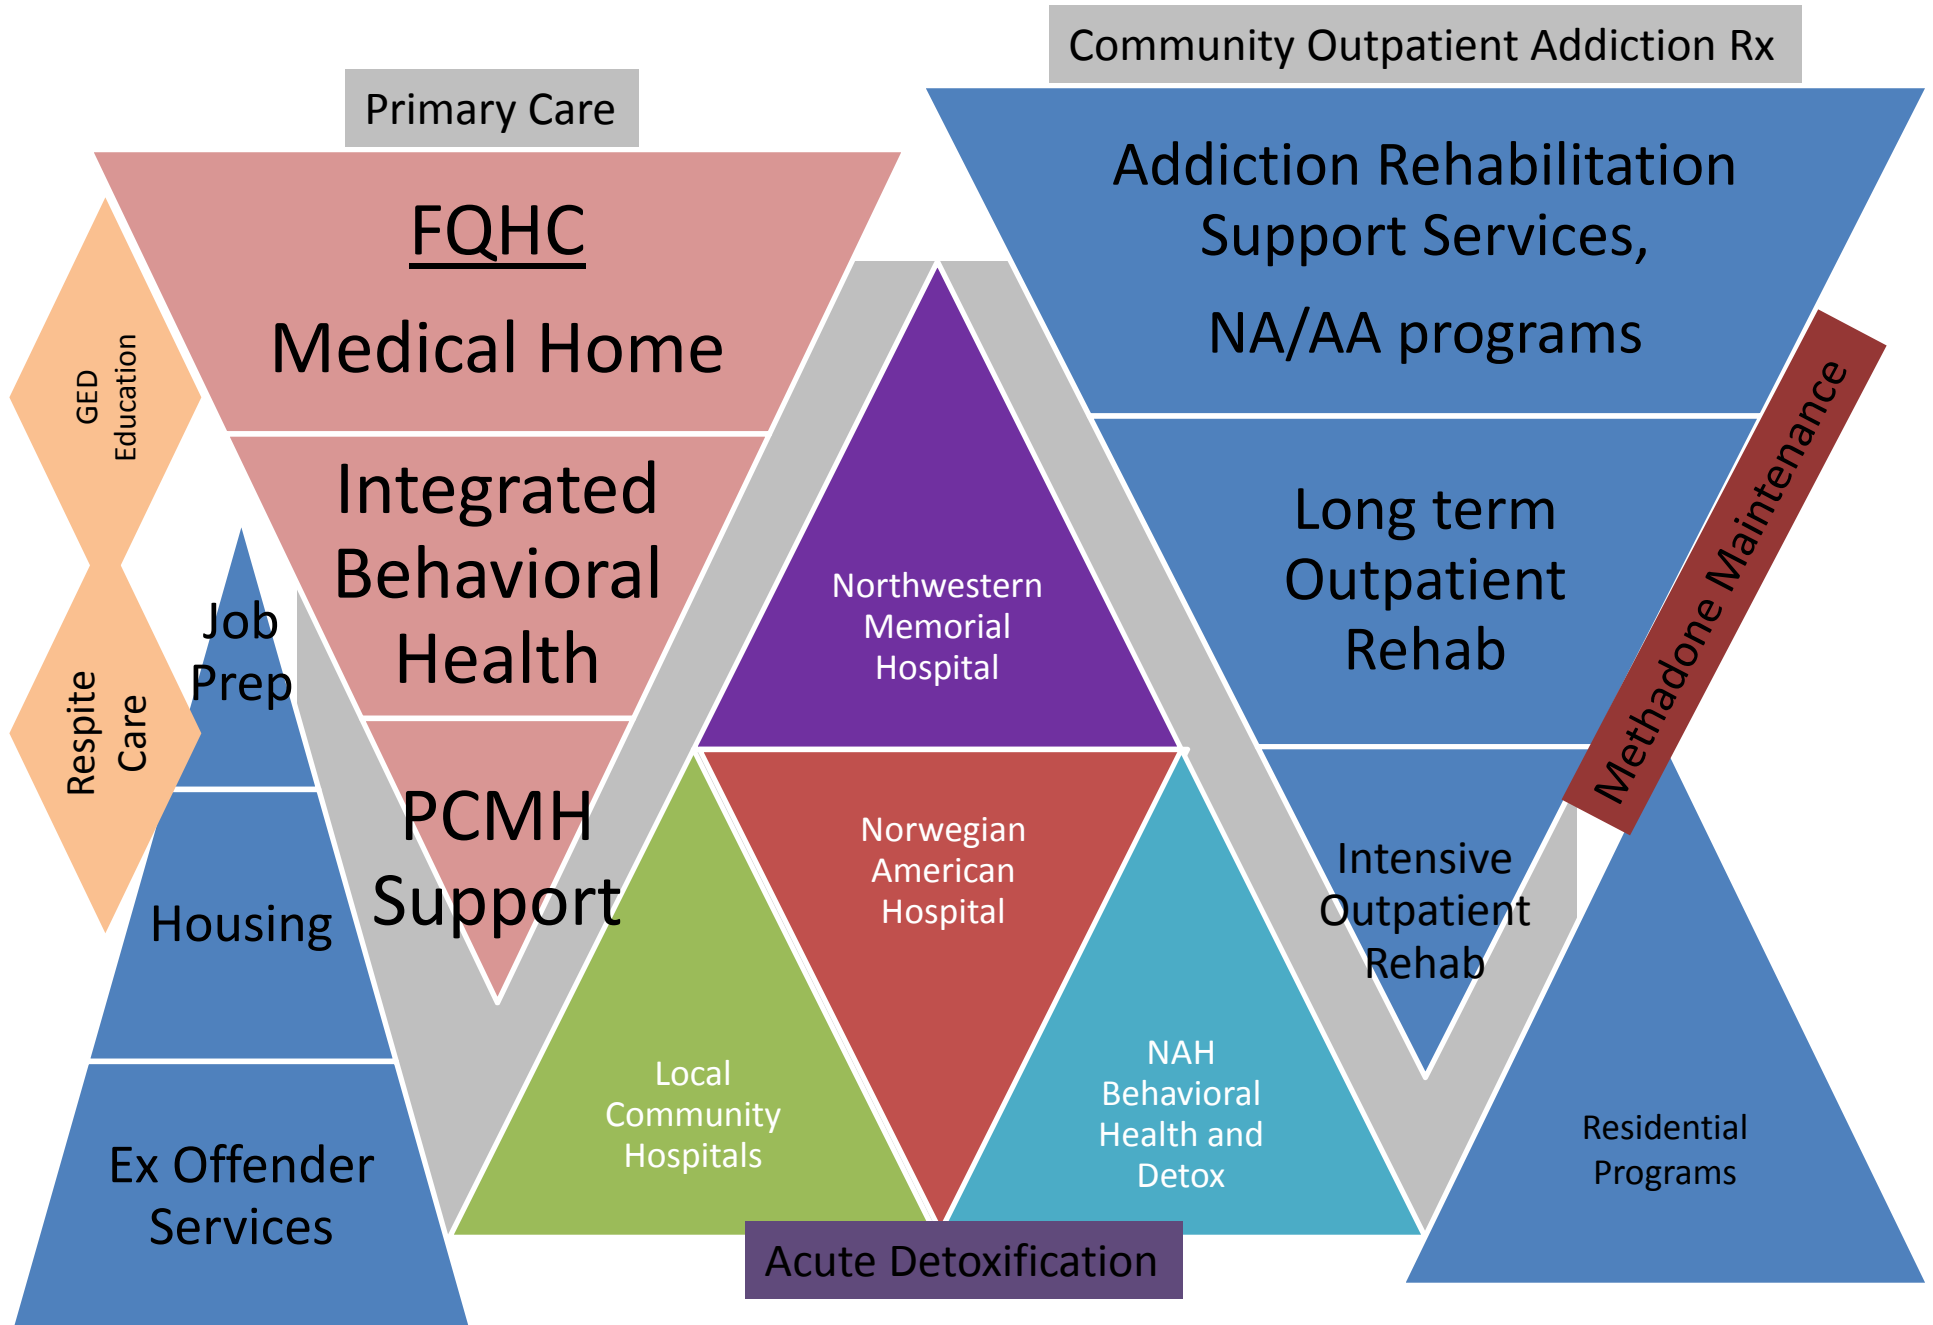 Community Outpatient Addiction Rx
Primary Care
FQHC
Medical Home
Integrated
Behavioral
Health
PCMH
Support
Addiction Rehabilitation
Support Services,
NA/AA programs
Long term
Outpatient
Rehab
Intensive
Outpatient
Rehab
Methadone Maintenance
GED
Education
Respite
Care
Job
Prep
Housing
Ex Offender
Services
Northwestern
Memorial
Hospital
Norwegian
American
Hospital
Local
Community
Hospitals
NAH
Behavioral
Health and
Detox
Residential
Programs
Acute Detoxification